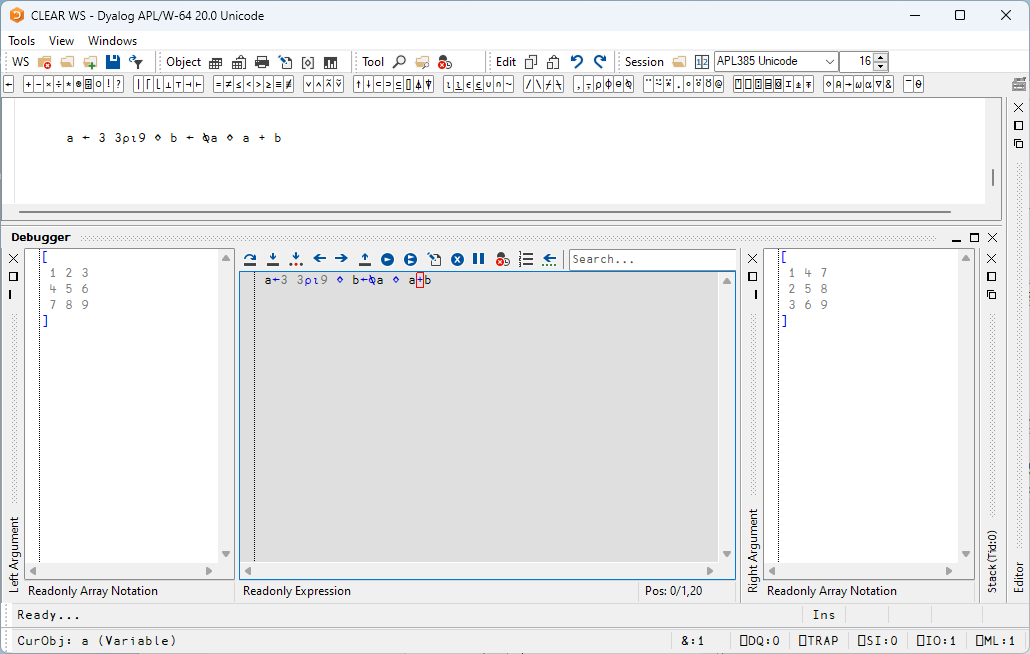 CLEAR WS - Dyalog APL/W-64 20.0 Unicode
Tools View Windows
WS Object Tool Edit Session APL385 Unicode 16
a ← 3 3⍴⍳9 ⋄ b ← ⍉a ⋄ a + b
Debugger
Search...
[
1 2 3
4 5 6
7 8 9
]
a←3 3⍴⍳9 ⋄ b←⍉a ⋄ a+b
[
1 4 7
2 5 8
3 6 9
]
Left Argument
Right Argument
Stack (Tid:0)
Editor
Readonly Array Notation
Readonly Expression
Pos: 0/1,20
Readonly Array Notation
Ready...
Ins
CurObj: a (Variable)
&:1
⎕DQ:0
⎕TRAP
⎕SI:0
⎕IO:1
⎕ML:1